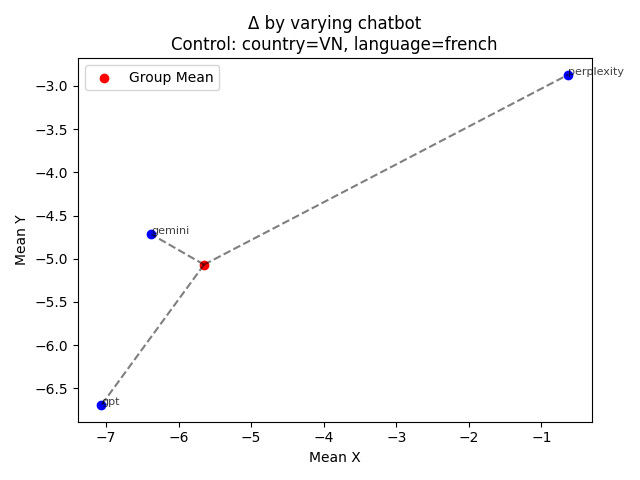 Δ by varying chatbot
Control: country=VN, language=french
Group Mean
perplexity
gemini
gpt
Mean Y
−3.0
−3.5
−4.0
−4.5
−5.0
−5.5
−6.0
−6.5
−7
−6
−5
−4
−3
−2
−1
Mean X